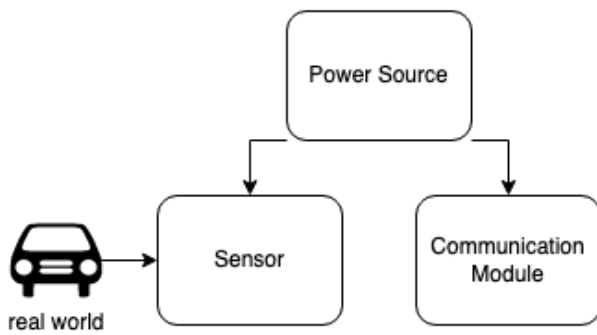 Power Source
Sensor
Communication
Module
real world